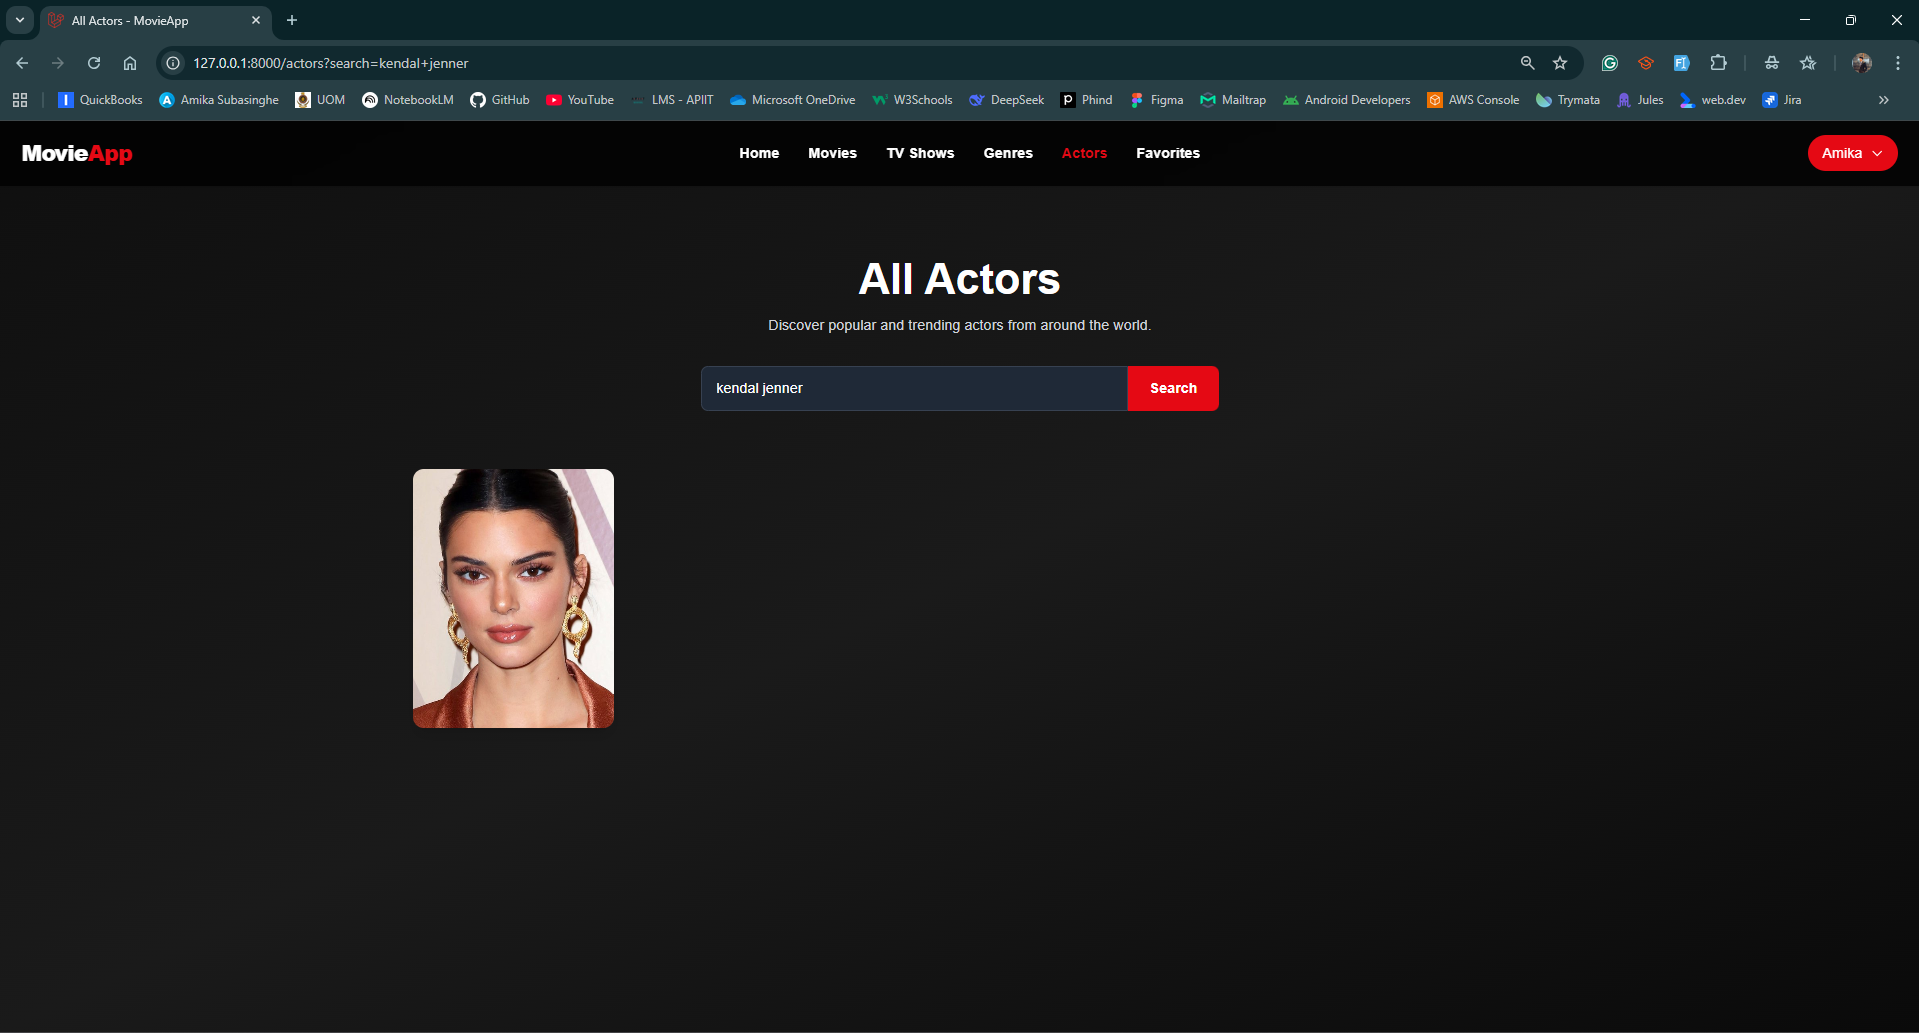 All Actors - MovieApp
127.0.0.1:8000/actors?search=kendal+jenner
QuickBooks Amika Subasinghe UOM NotebookLM GitHub YouTube LMS - APIIT Microsoft OneDrive W3Schools DeepSeek Phind Figma Mailtrap Android Developers AWS Console Trymata Jules web.dev Jira
MovieApp Home Movies TV Shows Genres Actors Favorites Amika
All Actors
Discover popular and trending actors from around the world.
kendal jenner Search